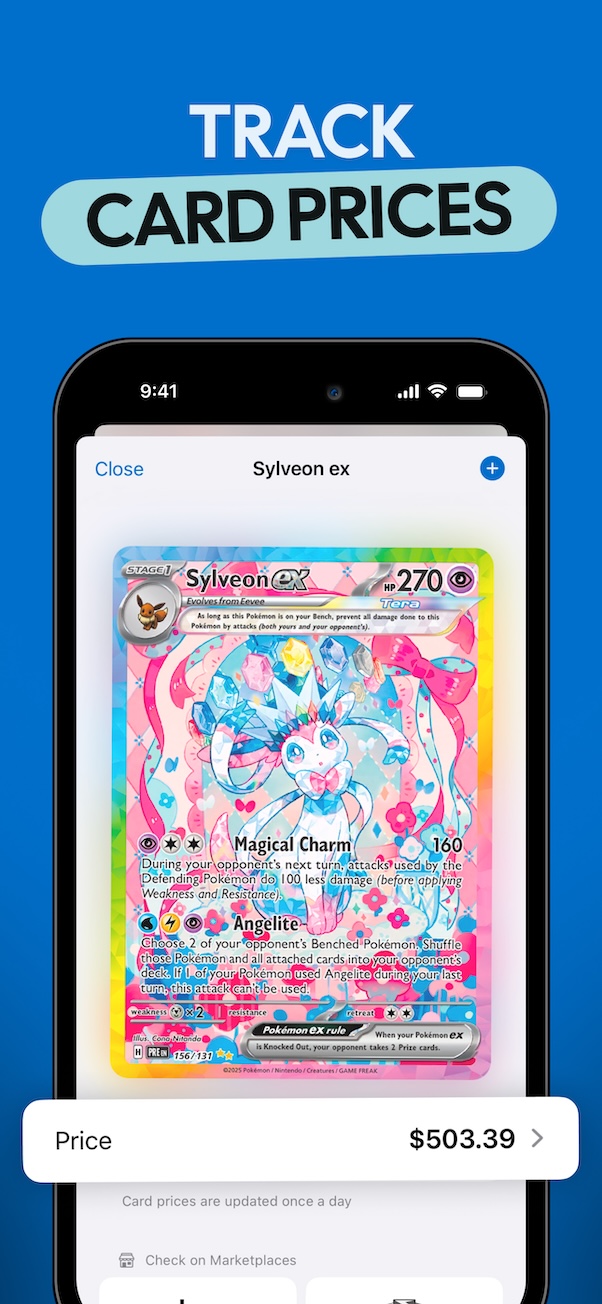 TRACK
CARD PRICES
9:41
Close
Sylveon ex
STAGE 1
Sylveon ex
HP 270
Evolves from Eevee
Tera
As long as this Pokémon is on your Bench, prevent all damage done to this
Pokémon by attacks (both yours and your opponent's).
Magical Charm 160
During your opponent's next turn, attacks used by the
Defending Pokémon do 100 less damage (before applying
Weakness and Resistance).
Angelite
Choose 2 of your opponent's Benched Pokémon. Shuffle
those Pokémon and all attached cards into your opponent's
deck. If 1 of your Pokémon used Angelite during your last
turn, this attack can't be used.
weakness ×2 resistance retreat
Pokémon ex rule
When your Pokémon ex
is Knocked Out, your opponent takes 2 Prize cards.
Illus. Cona Nitanda
H PRE EN 156/131
©2025 Pokémon / Nintendo / Creatures / GAME FREAK
Price $503.39
Card prices are updated once a day
Check on Marketplaces